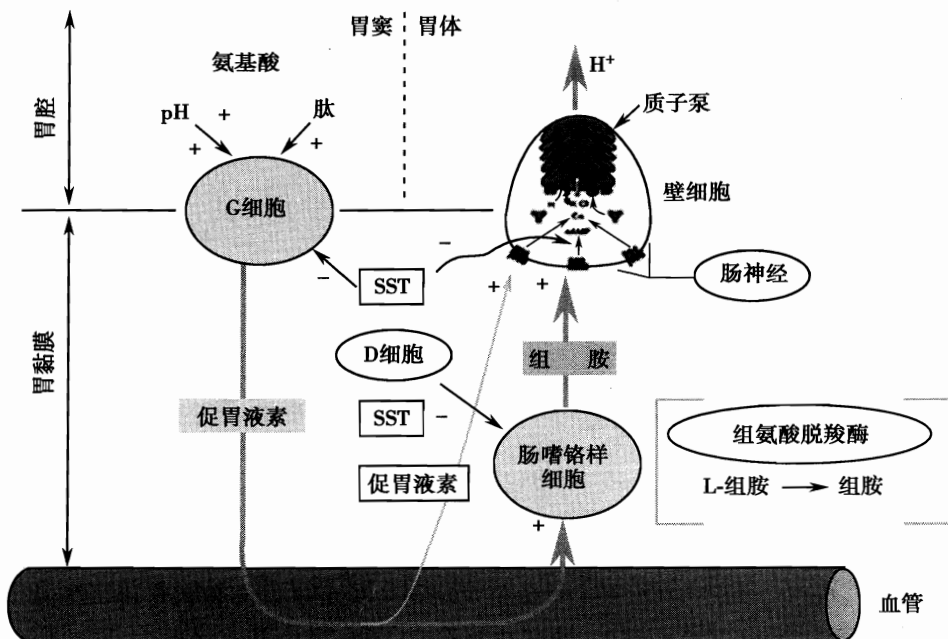 胃窦 胃体
氨基酸
H⁺
胃腔
pH
+
肽
质子泵
+
+
壁细胞
G细胞
−
肠神经
−
SST
+
+
胃黏膜
D细胞
组 胺
促胃液素
SST
−
组氨酸脱羧酶
肠嗜铬样
细胞
促胃液素
L-组胺
组胺
+
血管